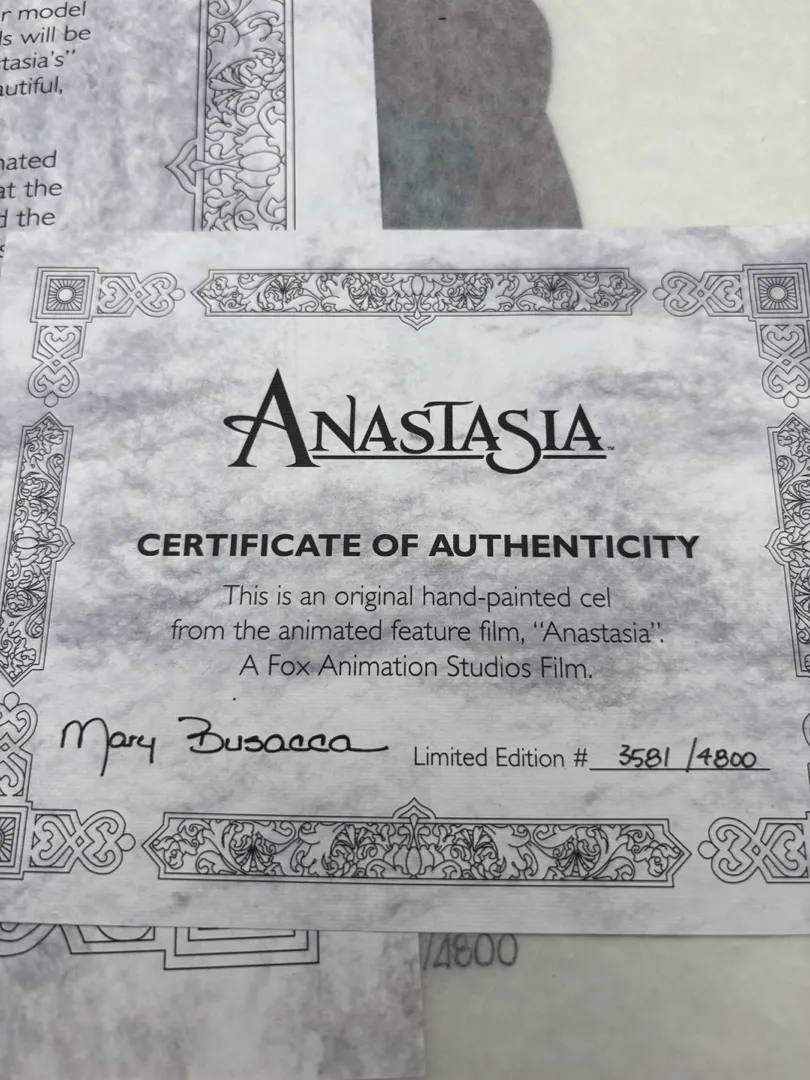 r model
ls will be
tasia's"
autiful,
nated
at the
d the
ANASTASIA™
CERTIFICATE OF AUTHENTICITY
This is an original hand-painted cel
from the animated feature film, "Anastasia".
A Fox Animation Studios Film.
Mary Busacca
Limited Edition # 3581 /4800
/4800